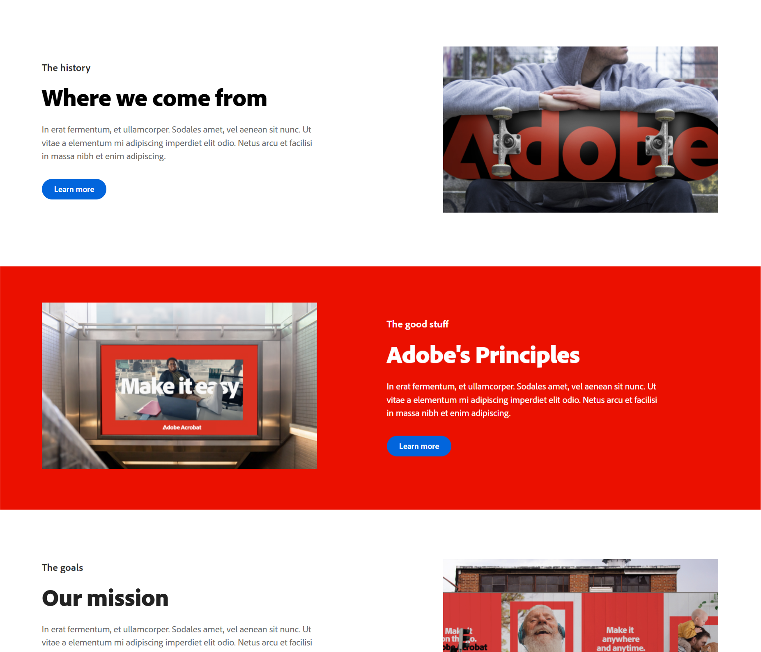 The history
Where we come from
In erat fermentum, et ullamcorper. Sodales amet, vel aenean sit nunc. Ut
vitae a elementum mi adipiscing imperdiet elit odio. Netus arcu et facilisi
in massa nibh et enim adipiscing.
Learn more
Adobe
Make it easy
Adobe Acrobat
The good stuff
Adobe's Principles
In erat fermentum, et ullamcorper. Sodales amet, vel aenean sit nunc. Ut
vitae a elementum mi adipiscing imperdiet elit odio. Netus arcu et facilisi
in massa nibh et enim adipiscing.
Learn more
The goals
Our mission
In erat fermentum, et ullamcorper. Sodales amet, vel aenean sit nunc. Ut
vitae a elementum mi adipiscing imperdiet elit odio. Netus arcu et facilisi
Make it
anywhere
and anytime.